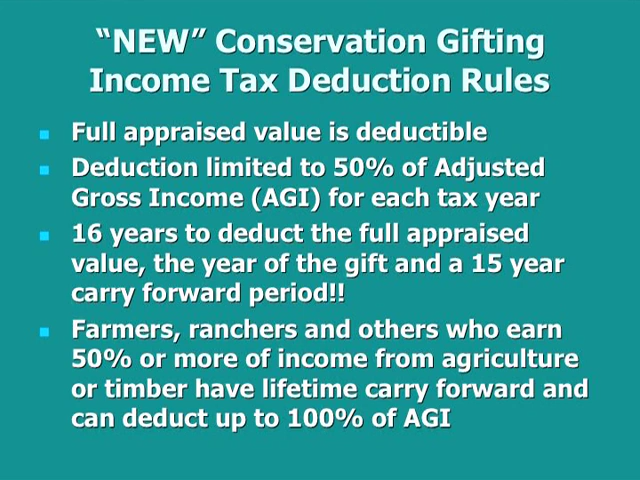 “NEW” Conservation Gifting
Income Tax Deduction Rules
Full appraised value is deductible
Deduction limited to 50% of Adjusted
Gross Income (AGI) for each tax year
16 years to deduct the full appraised
value, the year of the gift and a 15 year
carry forward period!!
Farmers, ranchers and others who earn
50% or more of income from agriculture
or timber have lifetime carry forward and
can deduct up to 100% of AGI